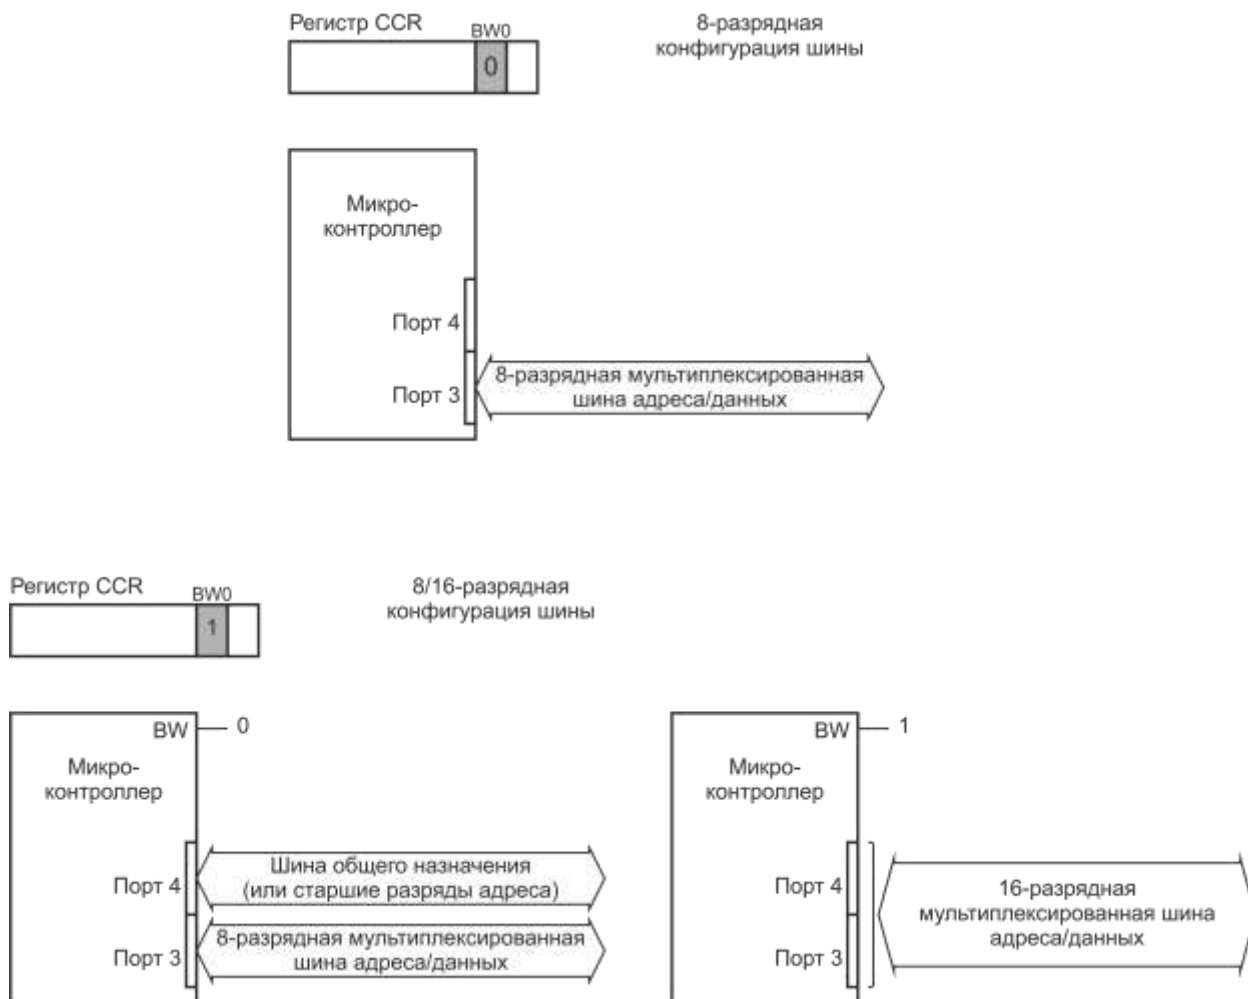 Регистр CCR
BW0
0
8-разрядная
конфигурация шины
Микро-
контроллер
Порт 4
Порт 3
8-разрядная мультиплексированная
шина адреса/данных
Регистр CCR
BW0
1
8/16-разрядная
конфигурация шины
BW
0
Микро-
контроллер
Порт 4
Шина общего назначения
(или старшие разряды адреса)
Порт 3
8-разрядная мультиплексированная
шина адреса/данных
BW
1
Микро-
контроллер
Порт 4
Порт 3
16-разрядная
мультиплексированная шина
адреса/данных